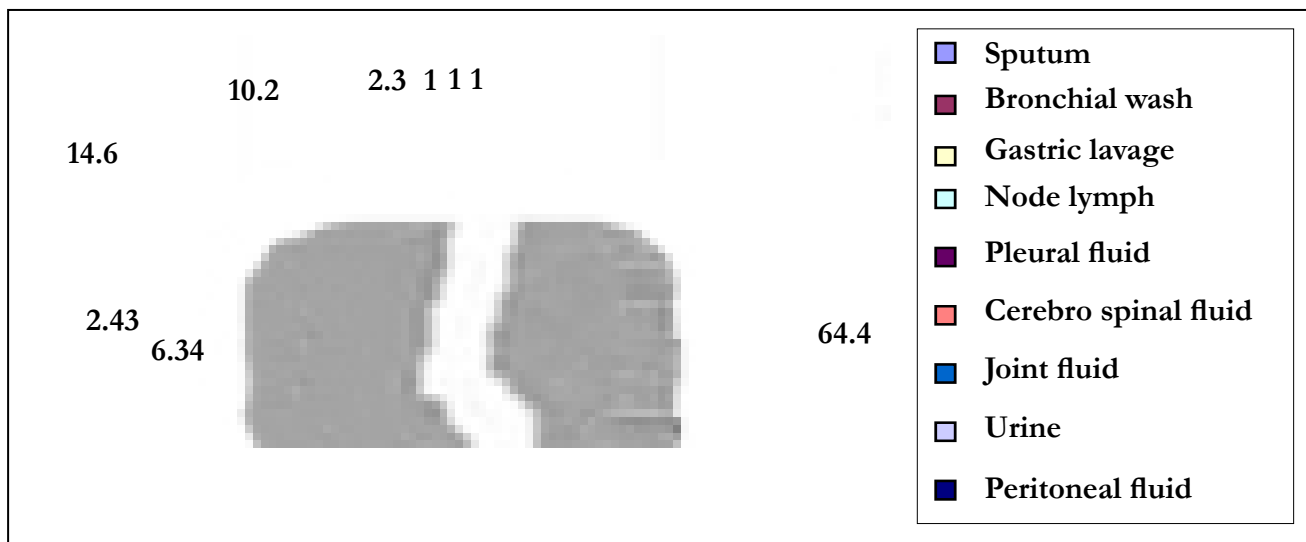 10.2
2.3
1
1
1
14.6
2.43
6.34
64.4
Sputum
Bronchial wash
Gastric lavage
Node lymph
Pleural fluid
Cerebro spinal fluid
Joint fluid
Urine
Peritoneal fluid